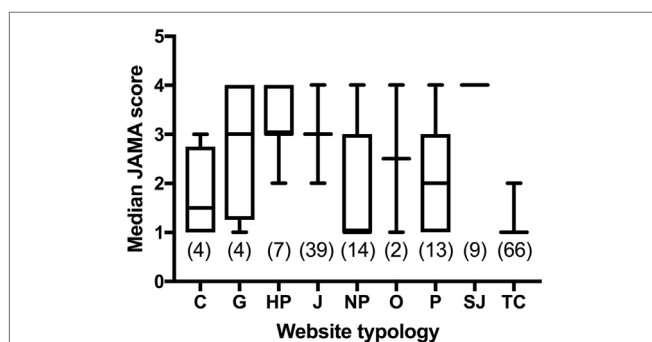 Median JAMA score
5
4
3
2
1
0
(4) (4) (7) (39) (14) (2) (13) (9) (66)
C G HP J NP O P SJ TC
Website typology